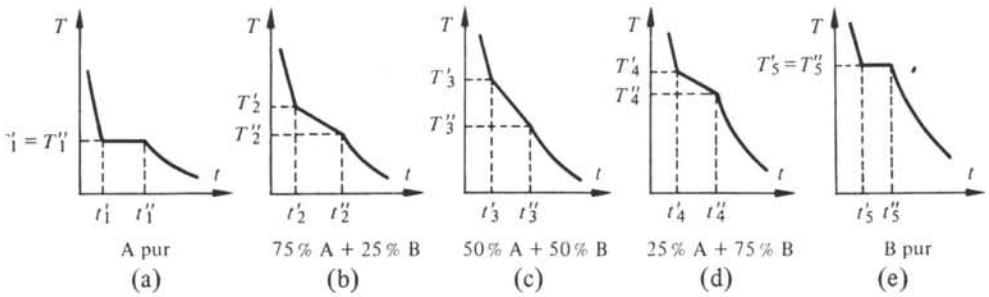 T T T T T
T′₅ = T″₅
T′₄
T′₃
T″₄
T′₂
T″₃
T″₂
′₁ = T″₁
t t t t t
t′₁ t″₁ t′₂ t″₂ t′₃ t″₃ t′₄ t″₄ t′₅ t″₅
A pur 75% A + 25% B 50% A + 50% B 25% A + 75% B B pur
(a) (b) (c) (d) (e)